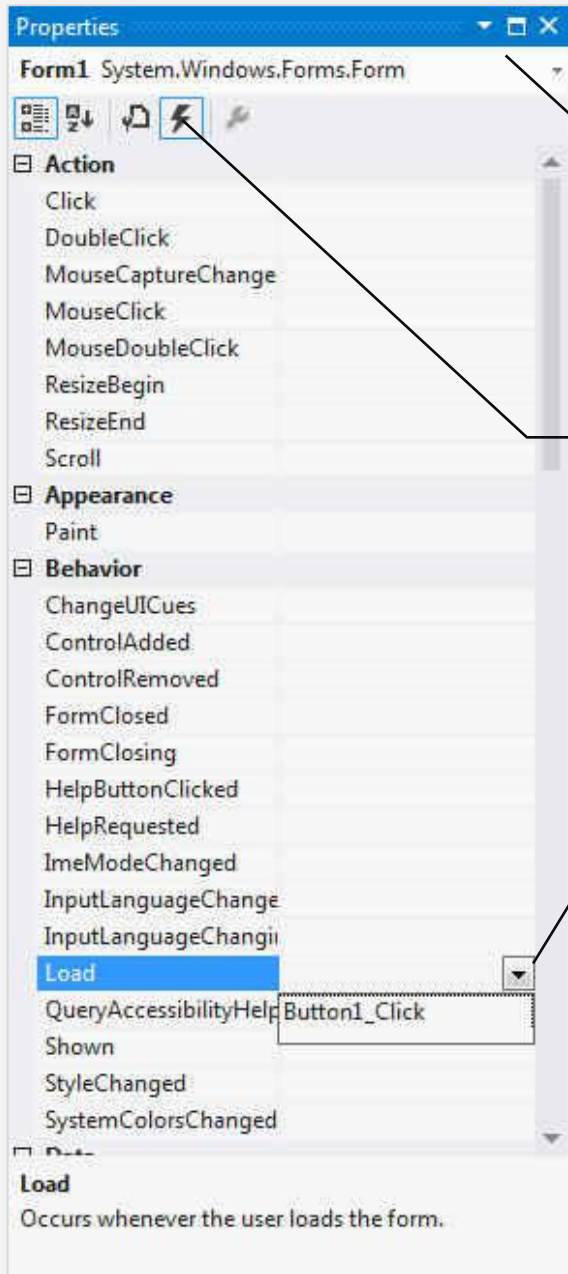 Properties
Form1 System.Windows.Forms.Form
Action
Click
DoubleClick
MouseCaptureChange
MouseClick
MouseDoubleClick
ResizeBegin
ResizeEnd
Scroll
Appearance
Paint
Behavior
ChangeUICues
ControlAdded
ControlRemoved
FormClosed
FormClosing
HelpButtonClicked
HelpRequested
ImeModeChanged
InputLanguageChange
InputLanguageChangi
Load
QueryAccessibilityHelp Button1_Click
Shown
StyleChanged
SystemColorsChanged
Load
Occurs whenever the user loads the form.